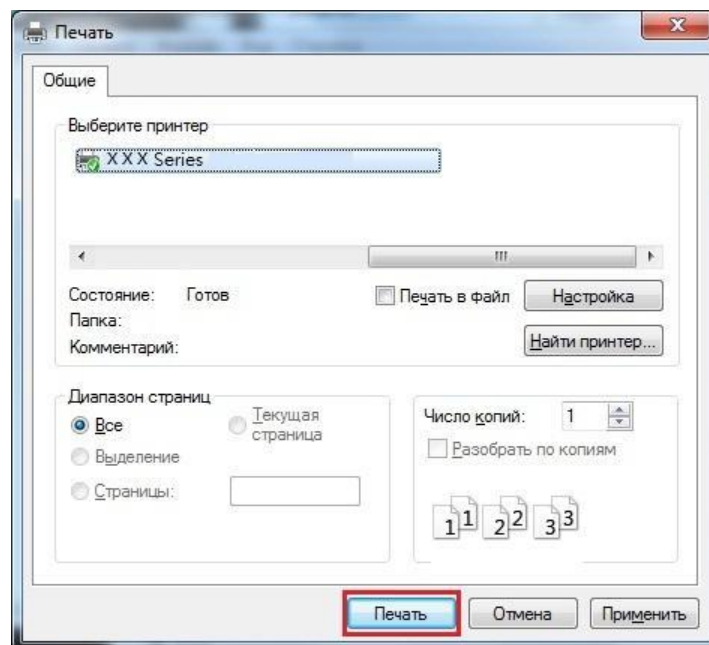 Печать
Общие
Выберите принтер
XXX Series
Состояние: Готов
Печать в файл
Настройка
Папка:
Комментарий:
Найти принтер...
Диапазон страниц
Все
Текущая
страница
Выделение
Страницы:
Число копий: 1
Разобрать по копиям
1 1 2 2 3 3
Печать
Отмена
Применить